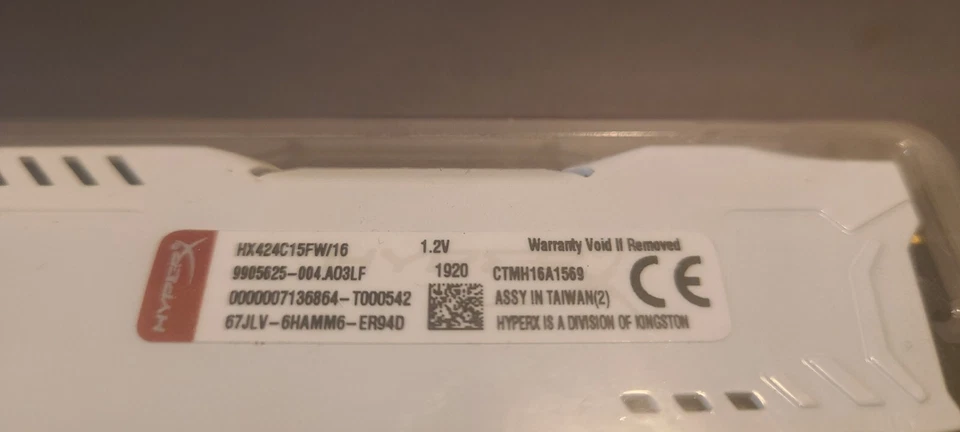 HYPERX
HX424C15FW/16 1.2V Warranty Void If Removed
9905625-004.A03LF 1920 CTMH16A1569
0000007136864-T000542 ASSY IN TAIWAN(2)
67JLV-6HAMM6-ER94D HYPERX IS A DIVISION OF KINGSTON
CE